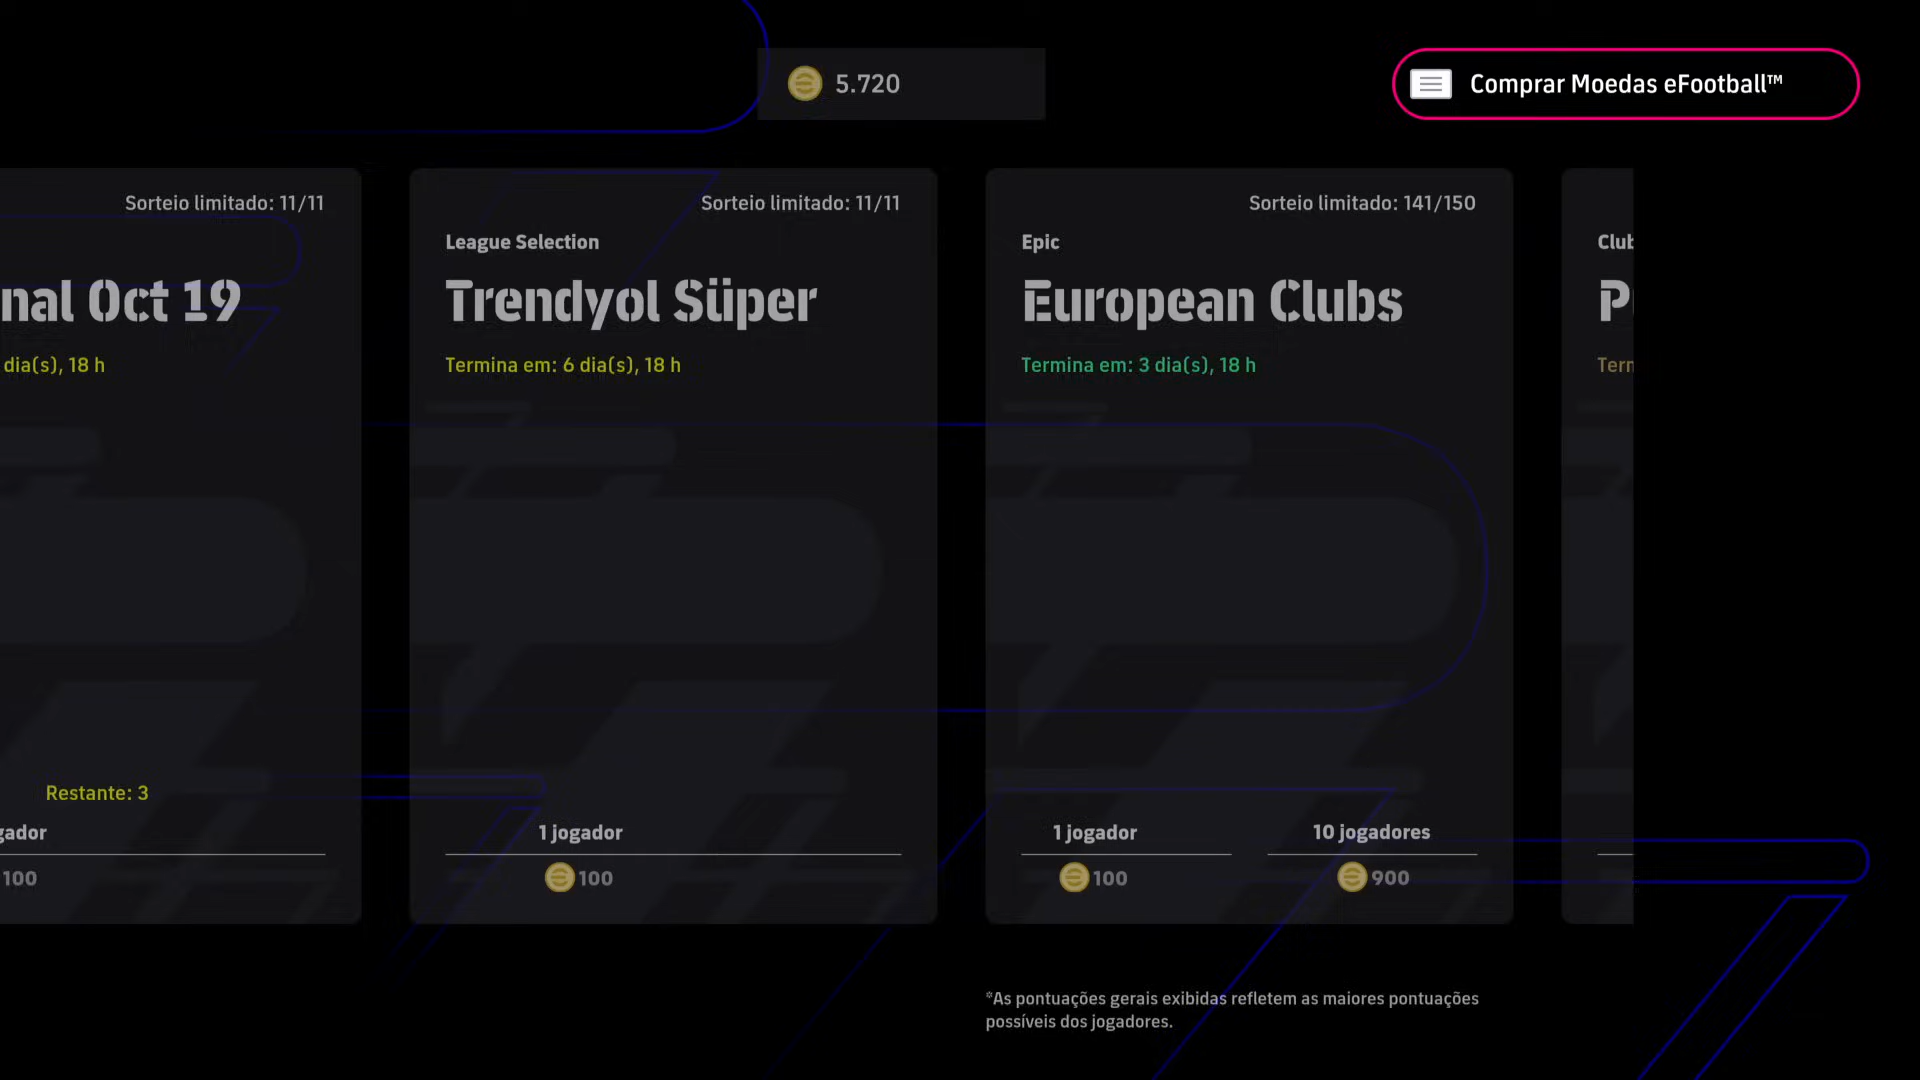 5.720
Comprar Moedas eFootball™
Sorteio limitado: 11/11
nal Oct 19
dia(s), 18 h
Restante: 3
gador
100
Sorteio limitado: 11/11
League Selection
Trendyol Süper
Termina em: 6 dia(s), 18 h
1 jogador
100
Sorteio limitado: 141/150
Epic
European Clubs
Termina em: 3 dia(s), 18 h
1 jogador
10 jogadores
100
900
Club
P
Term
*As pontuações gerais exibidas refletem as maiores pontuações
possíveis dos jogadores.